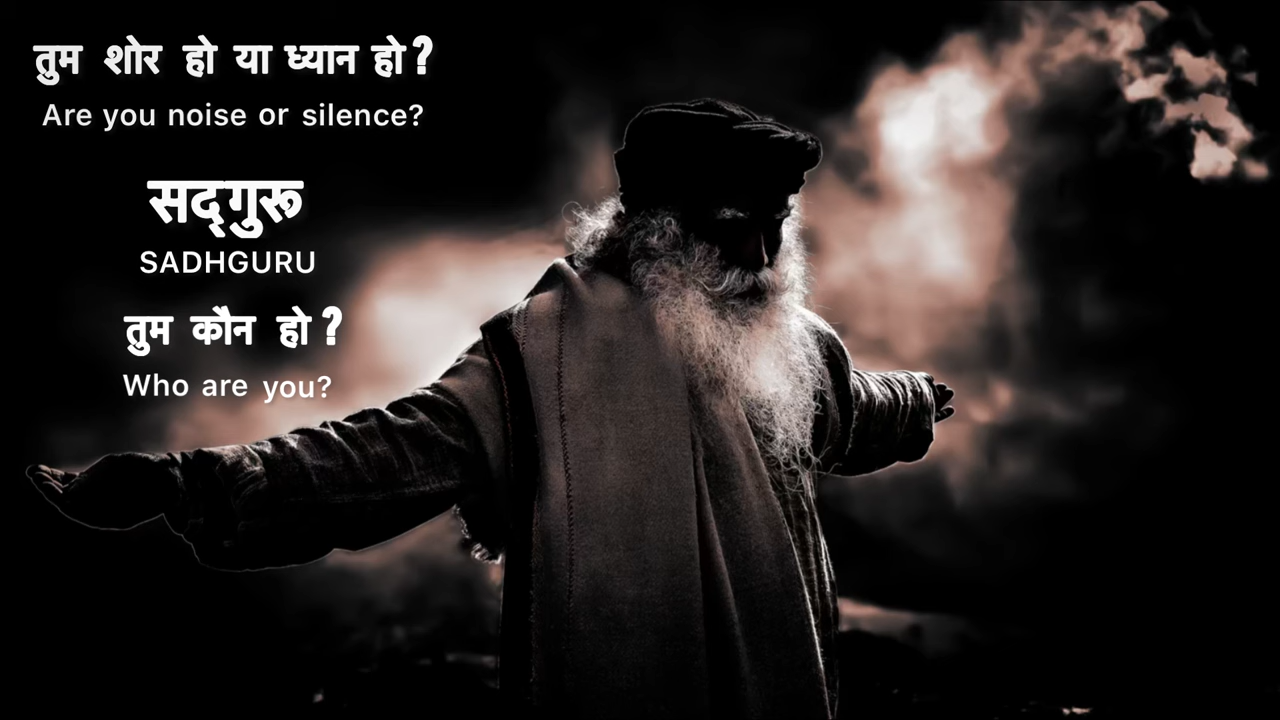 तुम शोर हो या ध्यान हो?
Are you noise or silence?
सद्गुरू
SADHGURU
तुम कौन हो?
Who are you?